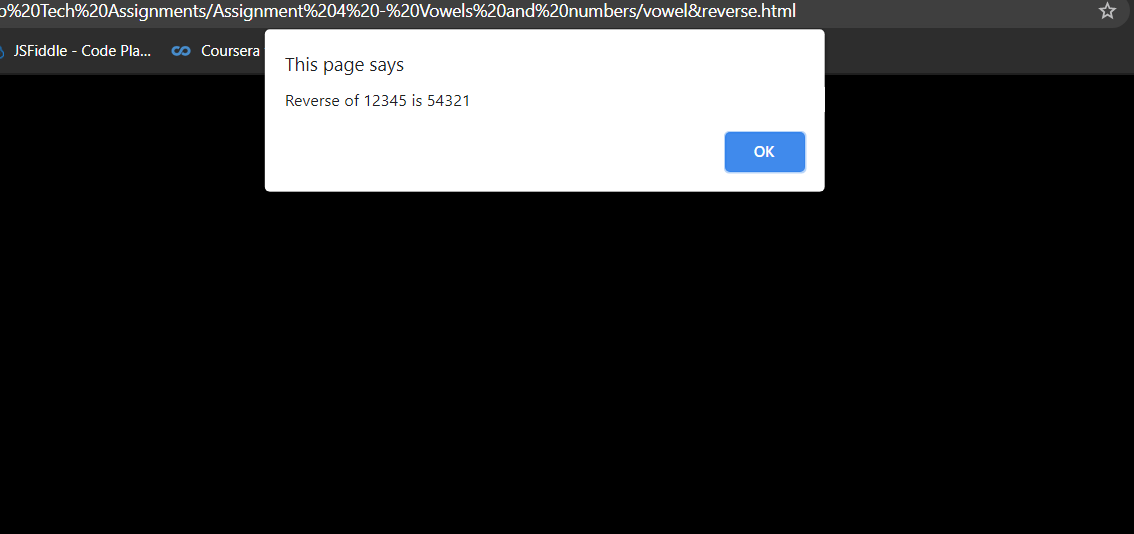 o%20Tech%20Assignments/Assignment%204%20-%20Vowels%20and%20numbers/vowel&reverse.html
JSFiddle - Code Pla...
Coursera
This page says
Reverse of 12345 is 54321
OK